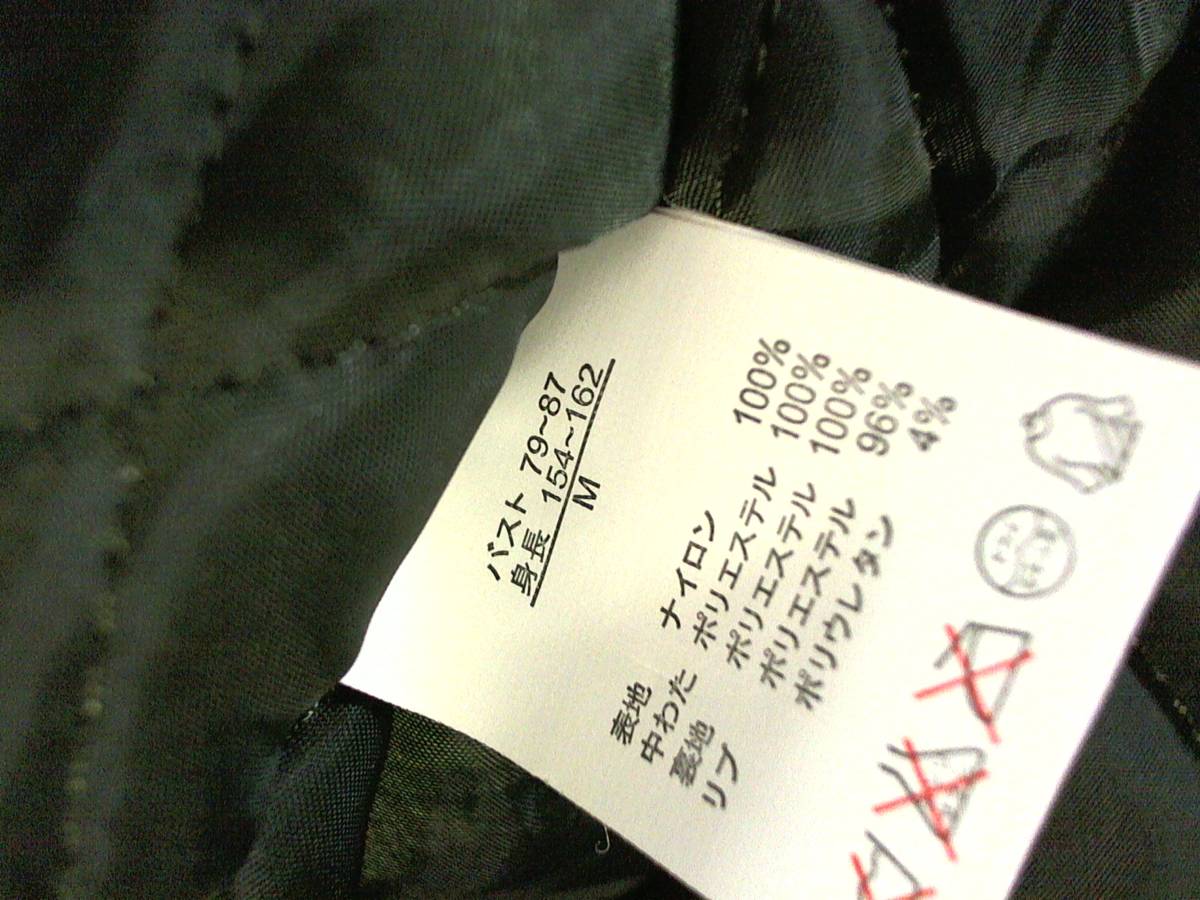 バスト 79~87
身長 154~162
M
表地 ナイロン 100%
中わた ポリエステル 100%
裏地 ポリエステル 100%
リブ ポリエステル 96%
ポリウレタン 4%